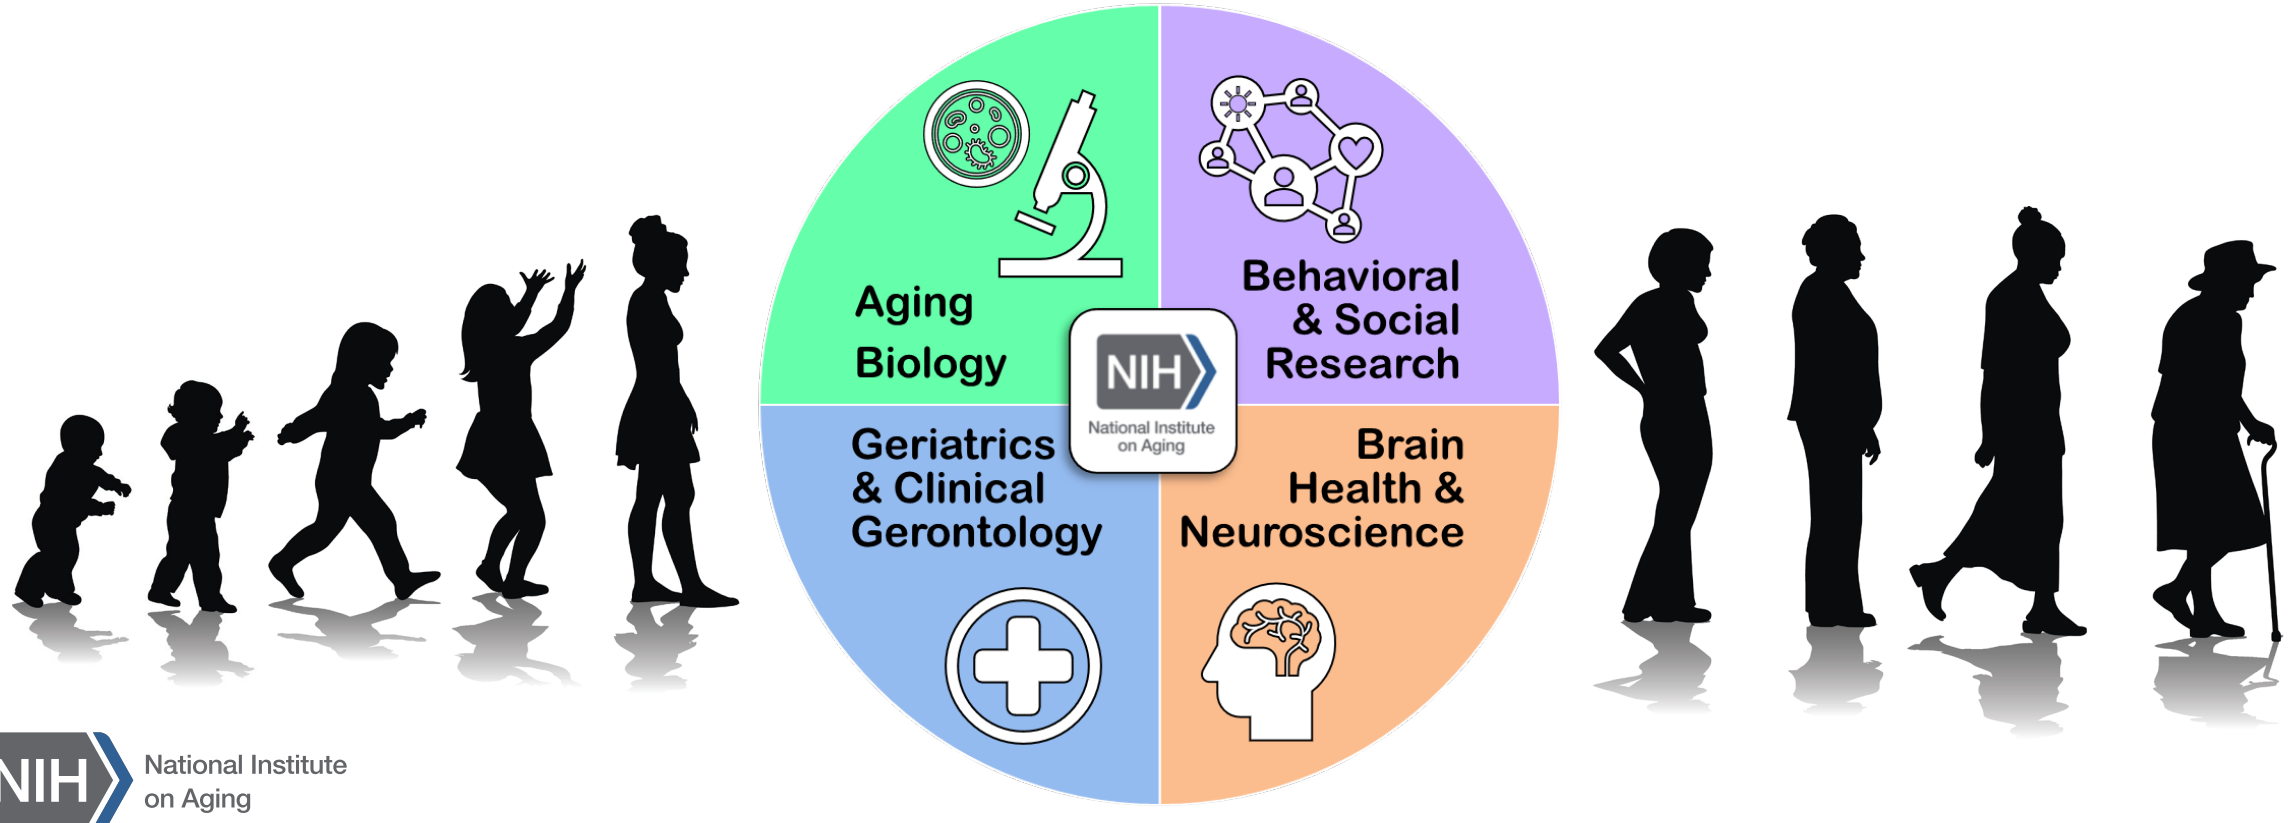 Aging
Biology
Behavioral
& Social
Research
NIH
National Institute
on Aging
Geriatrics
& Clinical
Gerontology
Brain
Health &
Neuroscience
NIH
National Institute
on Aging